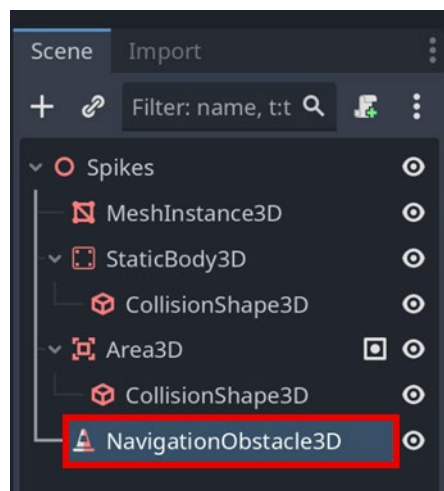 Scene Import
Filter: name, t:t
Spikes
MeshInstance3D
StaticBody3D
CollisionShape3D
Area3D
CollisionShape3D
NavigationObstacle3D